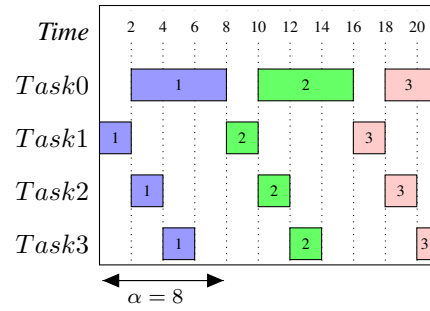 Time 2 4 6 8 10 12 14 16 18 20
Task0 1 2 3
Task1 1 2 3
Task2 1 2 3
Task3 1 2 3
α = 8